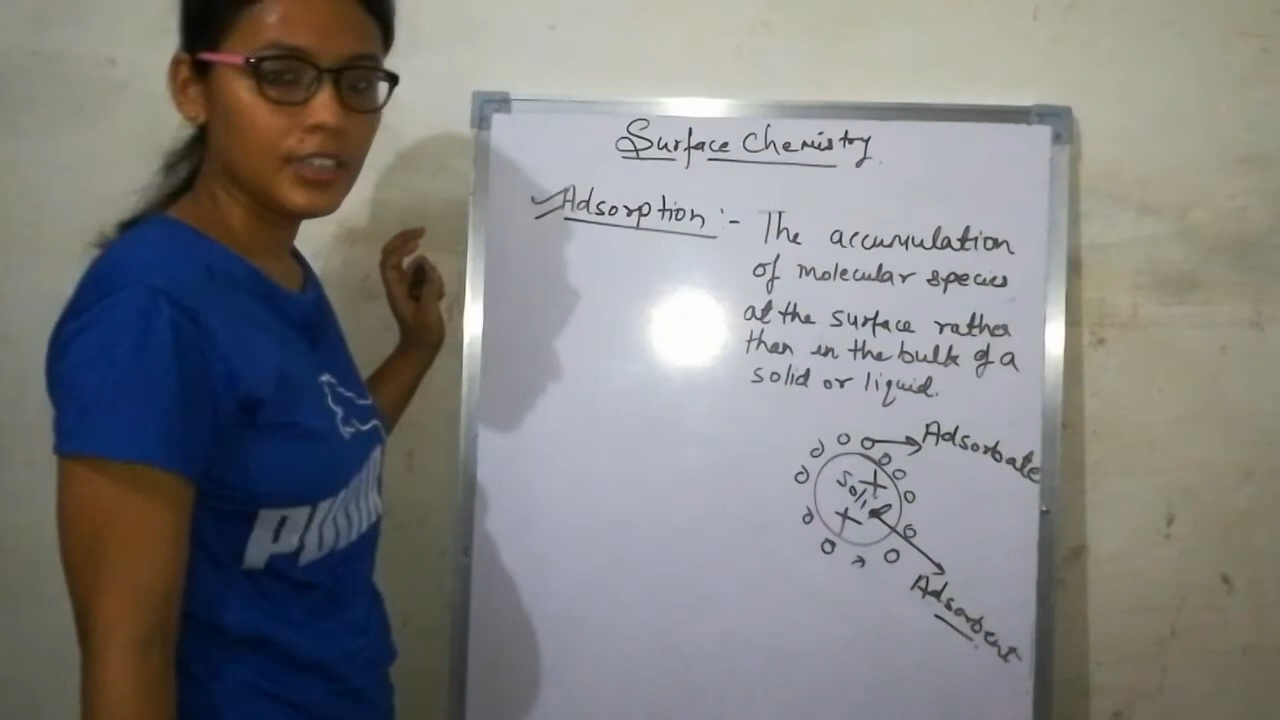 Surface Chemistry
Adsorption :- The accumulation
of molecular species
at the surface rather
than in the bulk of a
solid or liquid.
Adsorbate
Solid
Adsorbent
PUMA